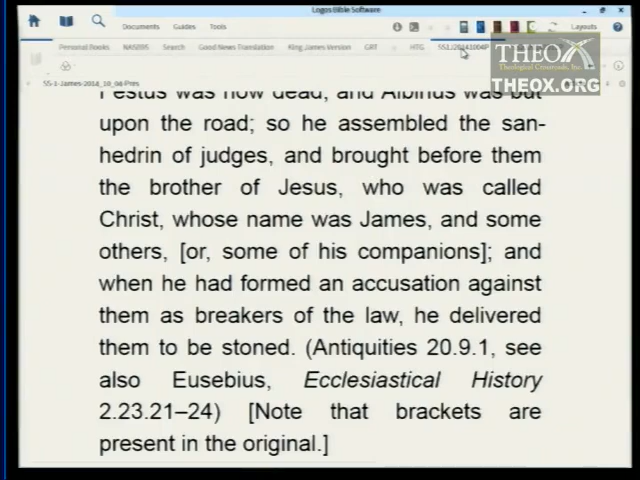 Logos Bible Software
Documents Guides Tools
Layouts
Personal Books NASB95 Search Good News Translation King James Version GRT HTG
THEOX
Theological Crossroads, Inc.
THEOX.ORG
Festus was now dead, and Albinus was but
upon the road; so he assembled the san-
hedrin of judges, and brought before them
the brother of Jesus, who was called
Christ, whose name was James, and some
others, [or, some of his companions]; and
when he had formed an accusation against
them as breakers of the law, he delivered
them to be stoned. (Antiquities 20.9.1, see
also Eusebius, Ecclesiastical History
2.23.21–24) [Note that brackets are
present in the original.]